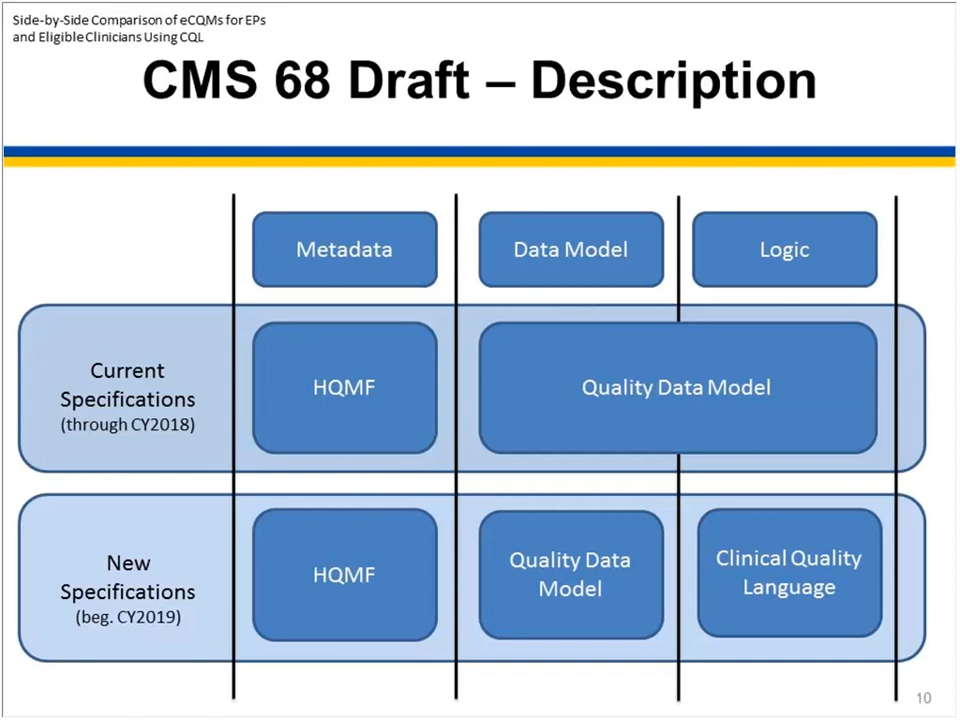 Side-by-Side Comparison of eCQMs for EPs
and Eligible Clinicians Using CQL
CMS 68 Draft – Description
Metadata
Data Model
Logic
Current
Specifications
(through CY2018)
HQMF
Quality Data Model
New
Specifications
(beg. CY2019)
HQMF
Quality Data
Model
Clinical Quality
Language
10